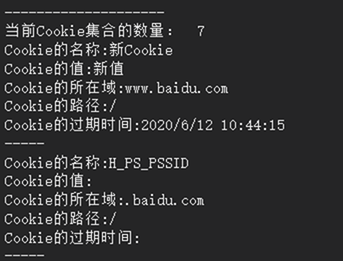 --------------------
当前Cookie集合的数量：  7
Cookie的名称:新Cookie
Cookie的值:新值
Cookie的所在域:www.baidu.com
Cookie的路径:/
Cookie的过期时间:2020/6/12 10:44:15
-----
Cookie的名称:H_PS_PSSID
Cookie的值:
Cookie的所在域:.baidu.com
Cookie的路径:/
Cookie的过期时间:
-----